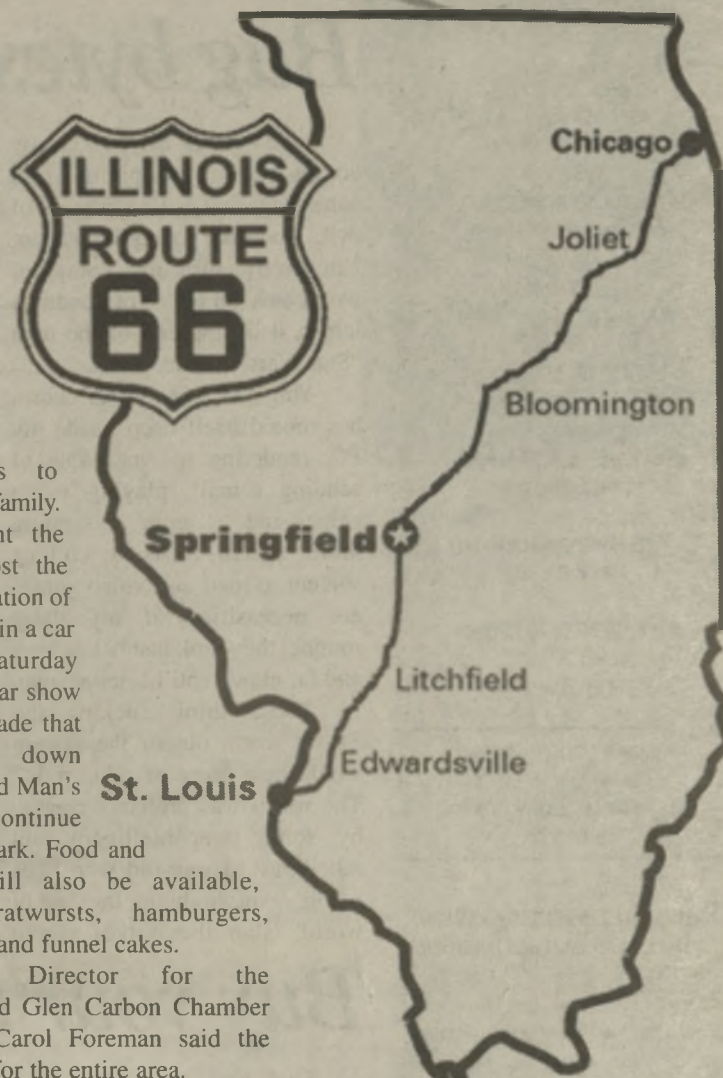 ILLINOIS
ROUTE
66
Chicago
Joliet
Bloomington
Springfield
Litchfield
Edwardsville
St. Louis
s to
family.
nt the
ost the
ation of
in a car
aturday
ar show
ade that
down
d Man's
ontinue
ark. Food and
ill also be available,
ratwursts, hamburgers,
and funnel cakes.
Director for the
d Glen Carbon Chamber
Carol Foreman said the
for the entire area.